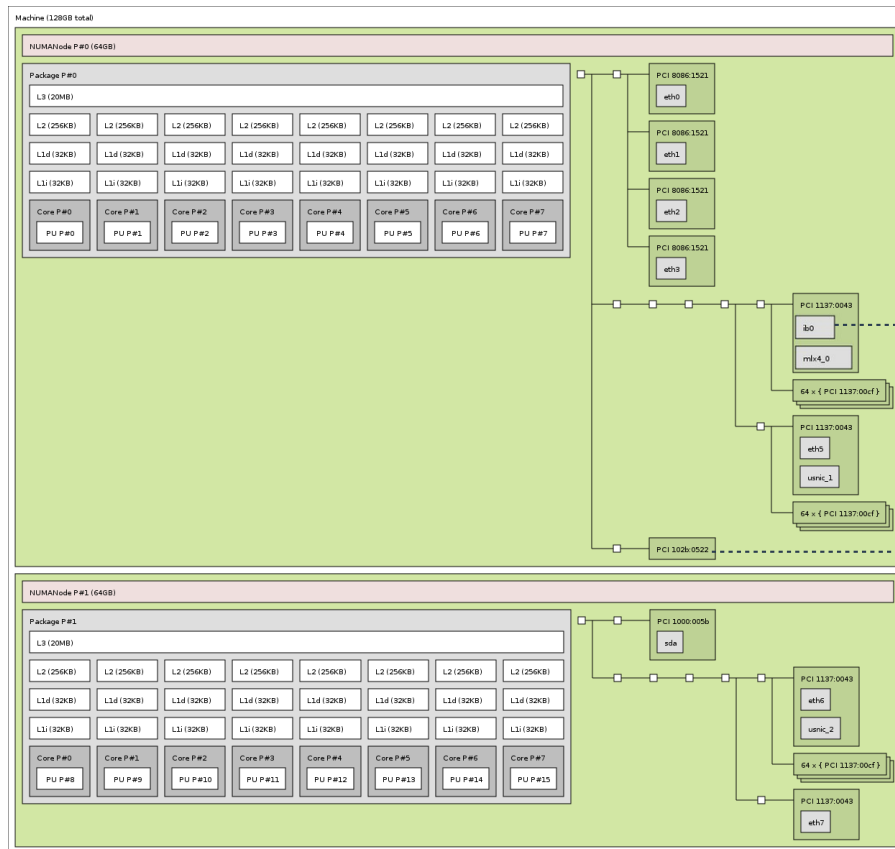 Machine (128GB total)
NUMANode P#0 (64GB)
Package P#0
L3 (20MB)
L2 (256KB) L2 (256KB) L2 (256KB) L2 (256KB) L2 (256KB) L2 (256KB) L2 (256KB) L2 (256KB)
L1d (32KB) L1d (32KB) L1d (32KB) L1d (32KB) L1d (32KB) L1d (32KB) L1d (32KB) L1d (32KB)
L1i (32KB) L1i (32KB) L1i (32KB) L1i (32KB) L1i (32KB) L1i (32KB) L1i (32KB) L1i (32KB)
Core P#0 Core P#1 Core P#2 Core P#3 Core P#4 Core P#5 Core P#6 Core P#7
PU P#0 PU P#1 PU P#2 PU P#3 PU P#4 PU P#5 PU P#6 PU P#7
PCI 8086:1521
eth0
PCI 8086:1521
eth1
PCI 8086:1521
eth2
PCI 8086:1521
eth3
PCI 1137:0043
ib0
mlx4_0
64 x { PCI 1137:00cf }
PCI 1137:0043
eth5
usnic_1
64 x { PCI 1137:00cf }
PCI 102b:0522
NUMANode P#1 (64GB)
Package P#1
L3 (20MB)
L2 (256KB) L2 (256KB) L2 (256KB) L2 (256KB) L2 (256KB) L2 (256KB) L2 (256KB) L2 (256KB)
L1d (32KB) L1d (32KB) L1d (32KB) L1d (32KB) L1d (32KB) L1d (32KB) L1d (32KB) L1d (32KB)
L1i (32KB) L1i (32KB) L1i (32KB) L1i (32KB) L1i (32KB) L1i (32KB) L1i (32KB) L1i (32KB)
Core P#0 Core P#1 Core P#2 Core P#3 Core P#4 Core P#5 Core P#6 Core P#7
PU P#8 PU P#9 PU P#10 PU P#11 PU P#12 PU P#13 PU P#14 PU P#15
PCI 1000:005b
sda
PCI 1137:0043
eth6
usnic_2
64 x { PCI 1137:00cf }
PCI 1137:0043
eth7